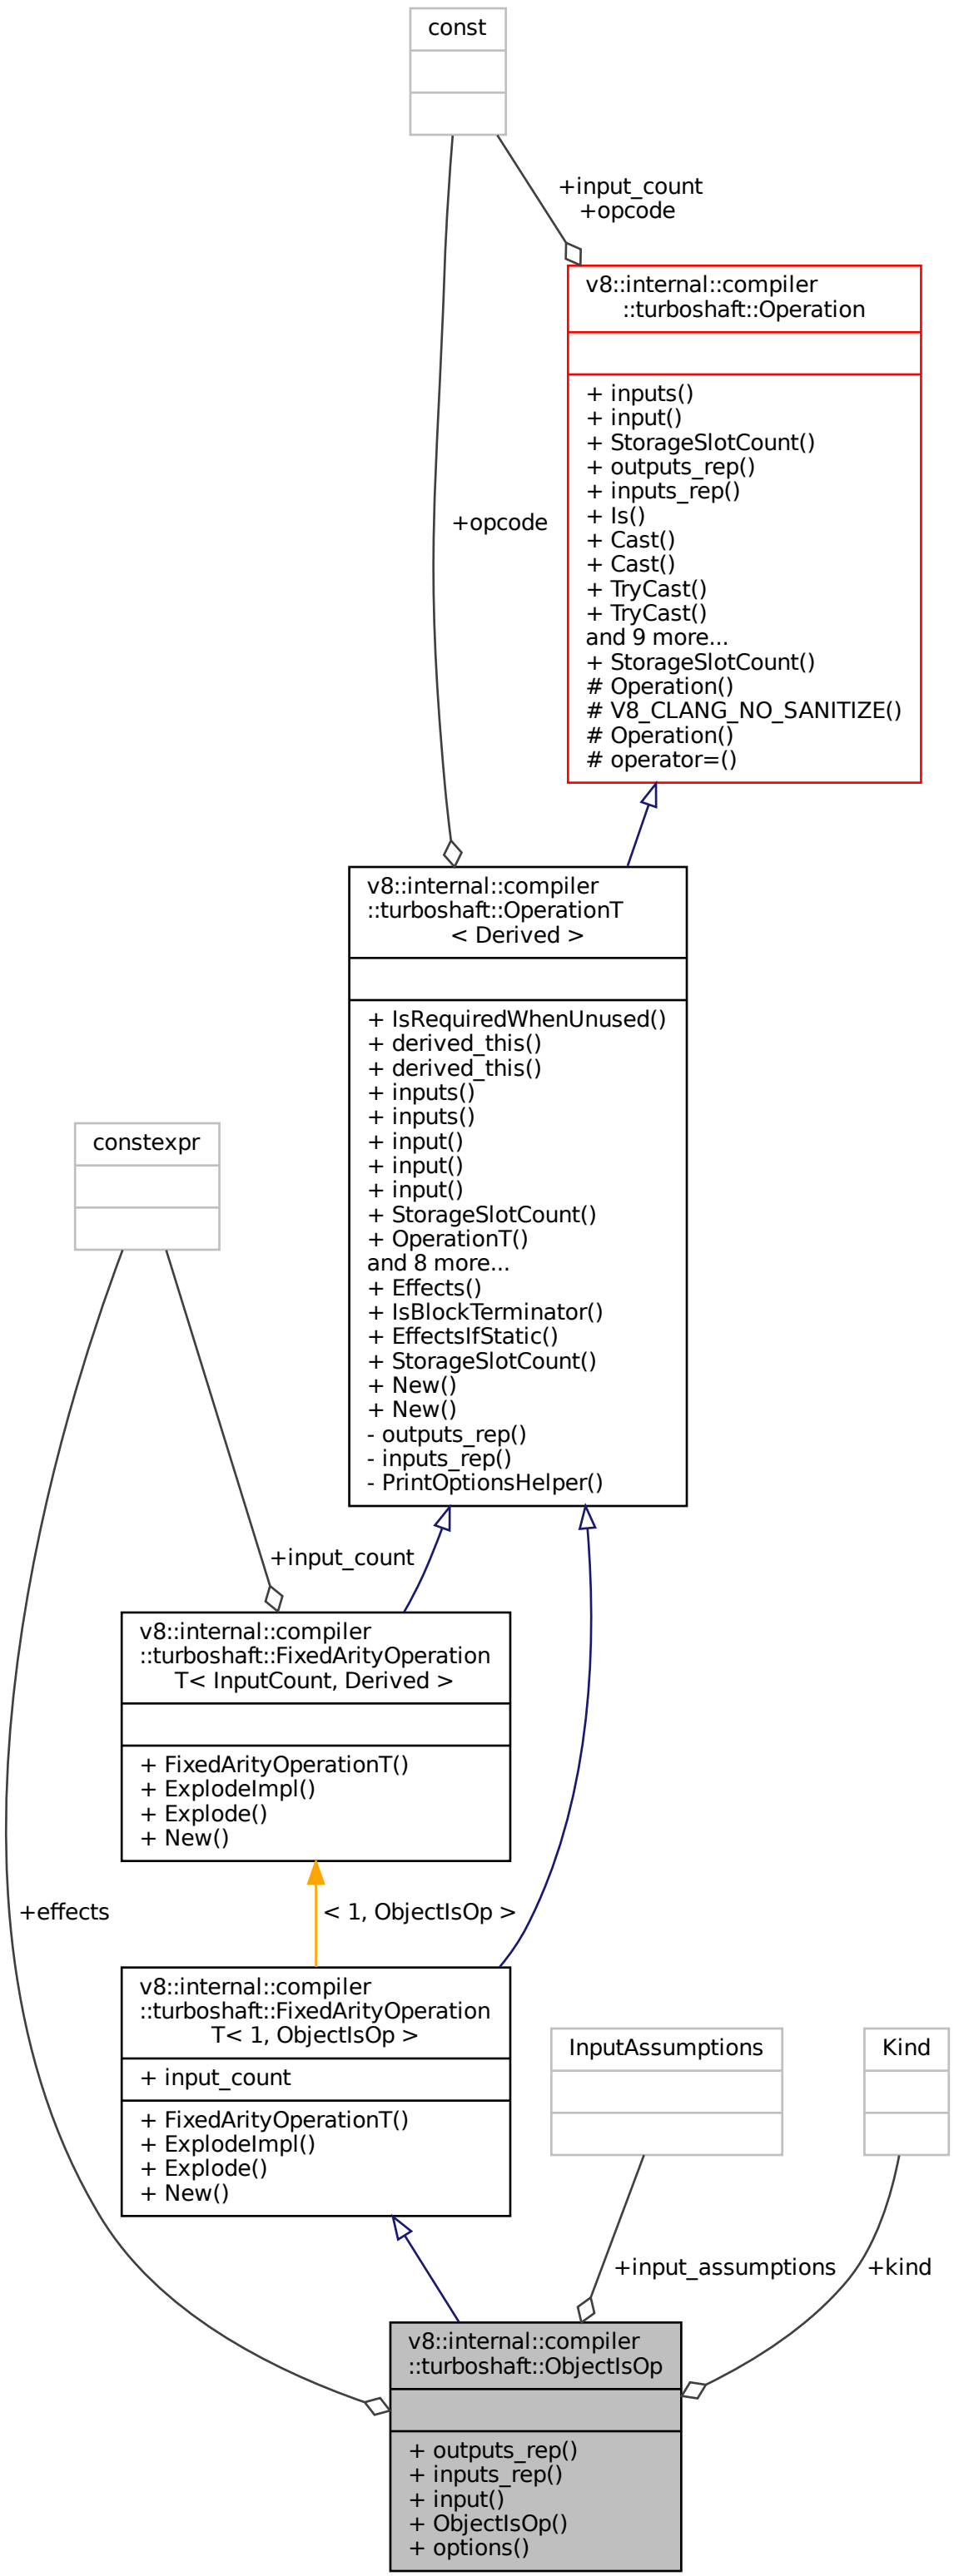 const
+input_count
+opcode
v8::internal::compiler
::turboshaft::Operation
+ inputs()
+ input()
+ StorageSlotCount()
+ outputs_rep()
+ inputs_rep()
+ Is()
+ Cast()
+ Cast()
+ TryCast()
+ TryCast()
and 9 more...
+ StorageSlotCount()
# Operation()
# V8_CLANG_NO_SANITIZE()
# Operation()
# operator=()
+opcode
v8::internal::compiler
::turboshaft::OperationT
< Derived >
+ IsRequiredWhenUnused()
+ derived_this()
+ derived_this()
+ inputs()
+ inputs()
+ input()
+ input()
+ input()
+ StorageSlotCount()
+ OperationT()
and 8 more...
+ Effects()
+ IsBlockTerminator()
+ EffectsIfStatic()
+ StorageSlotCount()
+ New()
+ New()
- outputs_rep()
- inputs_rep()
- PrintOptionsHelper()
constexpr
+input_count
v8::internal::compiler
::turboshaft::FixedArityOperation
T< InputCount, Derived >
+ FixedArityOperationT()
+ ExplodeImpl()
+ Explode()
+ New()
+effects
< 1, ObjectIsOp >
v8::internal::compiler
::turboshaft::FixedArityOperation
T< 1, ObjectIsOp >
+ input_count
+ FixedArityOperationT()
+ ExplodeImpl()
+ Explode()
+ New()
InputAssumptions
Kind
+input_assumptions
+kind
v8::internal::compiler
::turboshaft::ObjectIsOp
+ outputs_rep()
+ inputs_rep()
+ input()
+ ObjectIsOp()
+ options()